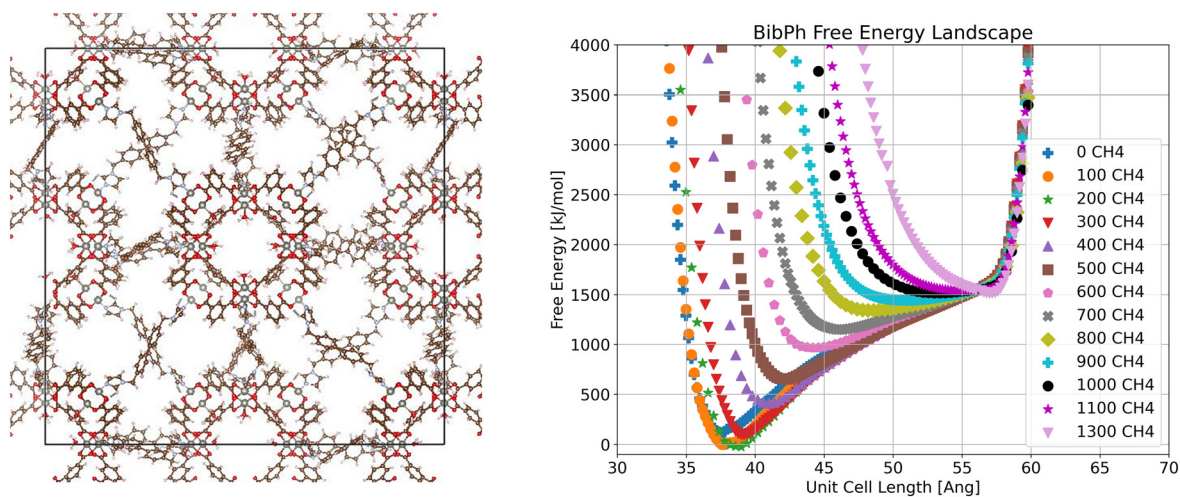 BibPh Free Energy Landscape
4000
3500
3000
2500
2000
1500
1000
500
0
Free Energy [kJ/mol]
30
35
40
45
50
55
60
65
70
Unit Cell Length [Ang]
0 CH4
100 CH4
200 CH4
300 CH4
400 CH4
500 CH4
600 CH4
700 CH4
800 CH4
900 CH4
1000 CH4
1100 CH4
1300 CH4